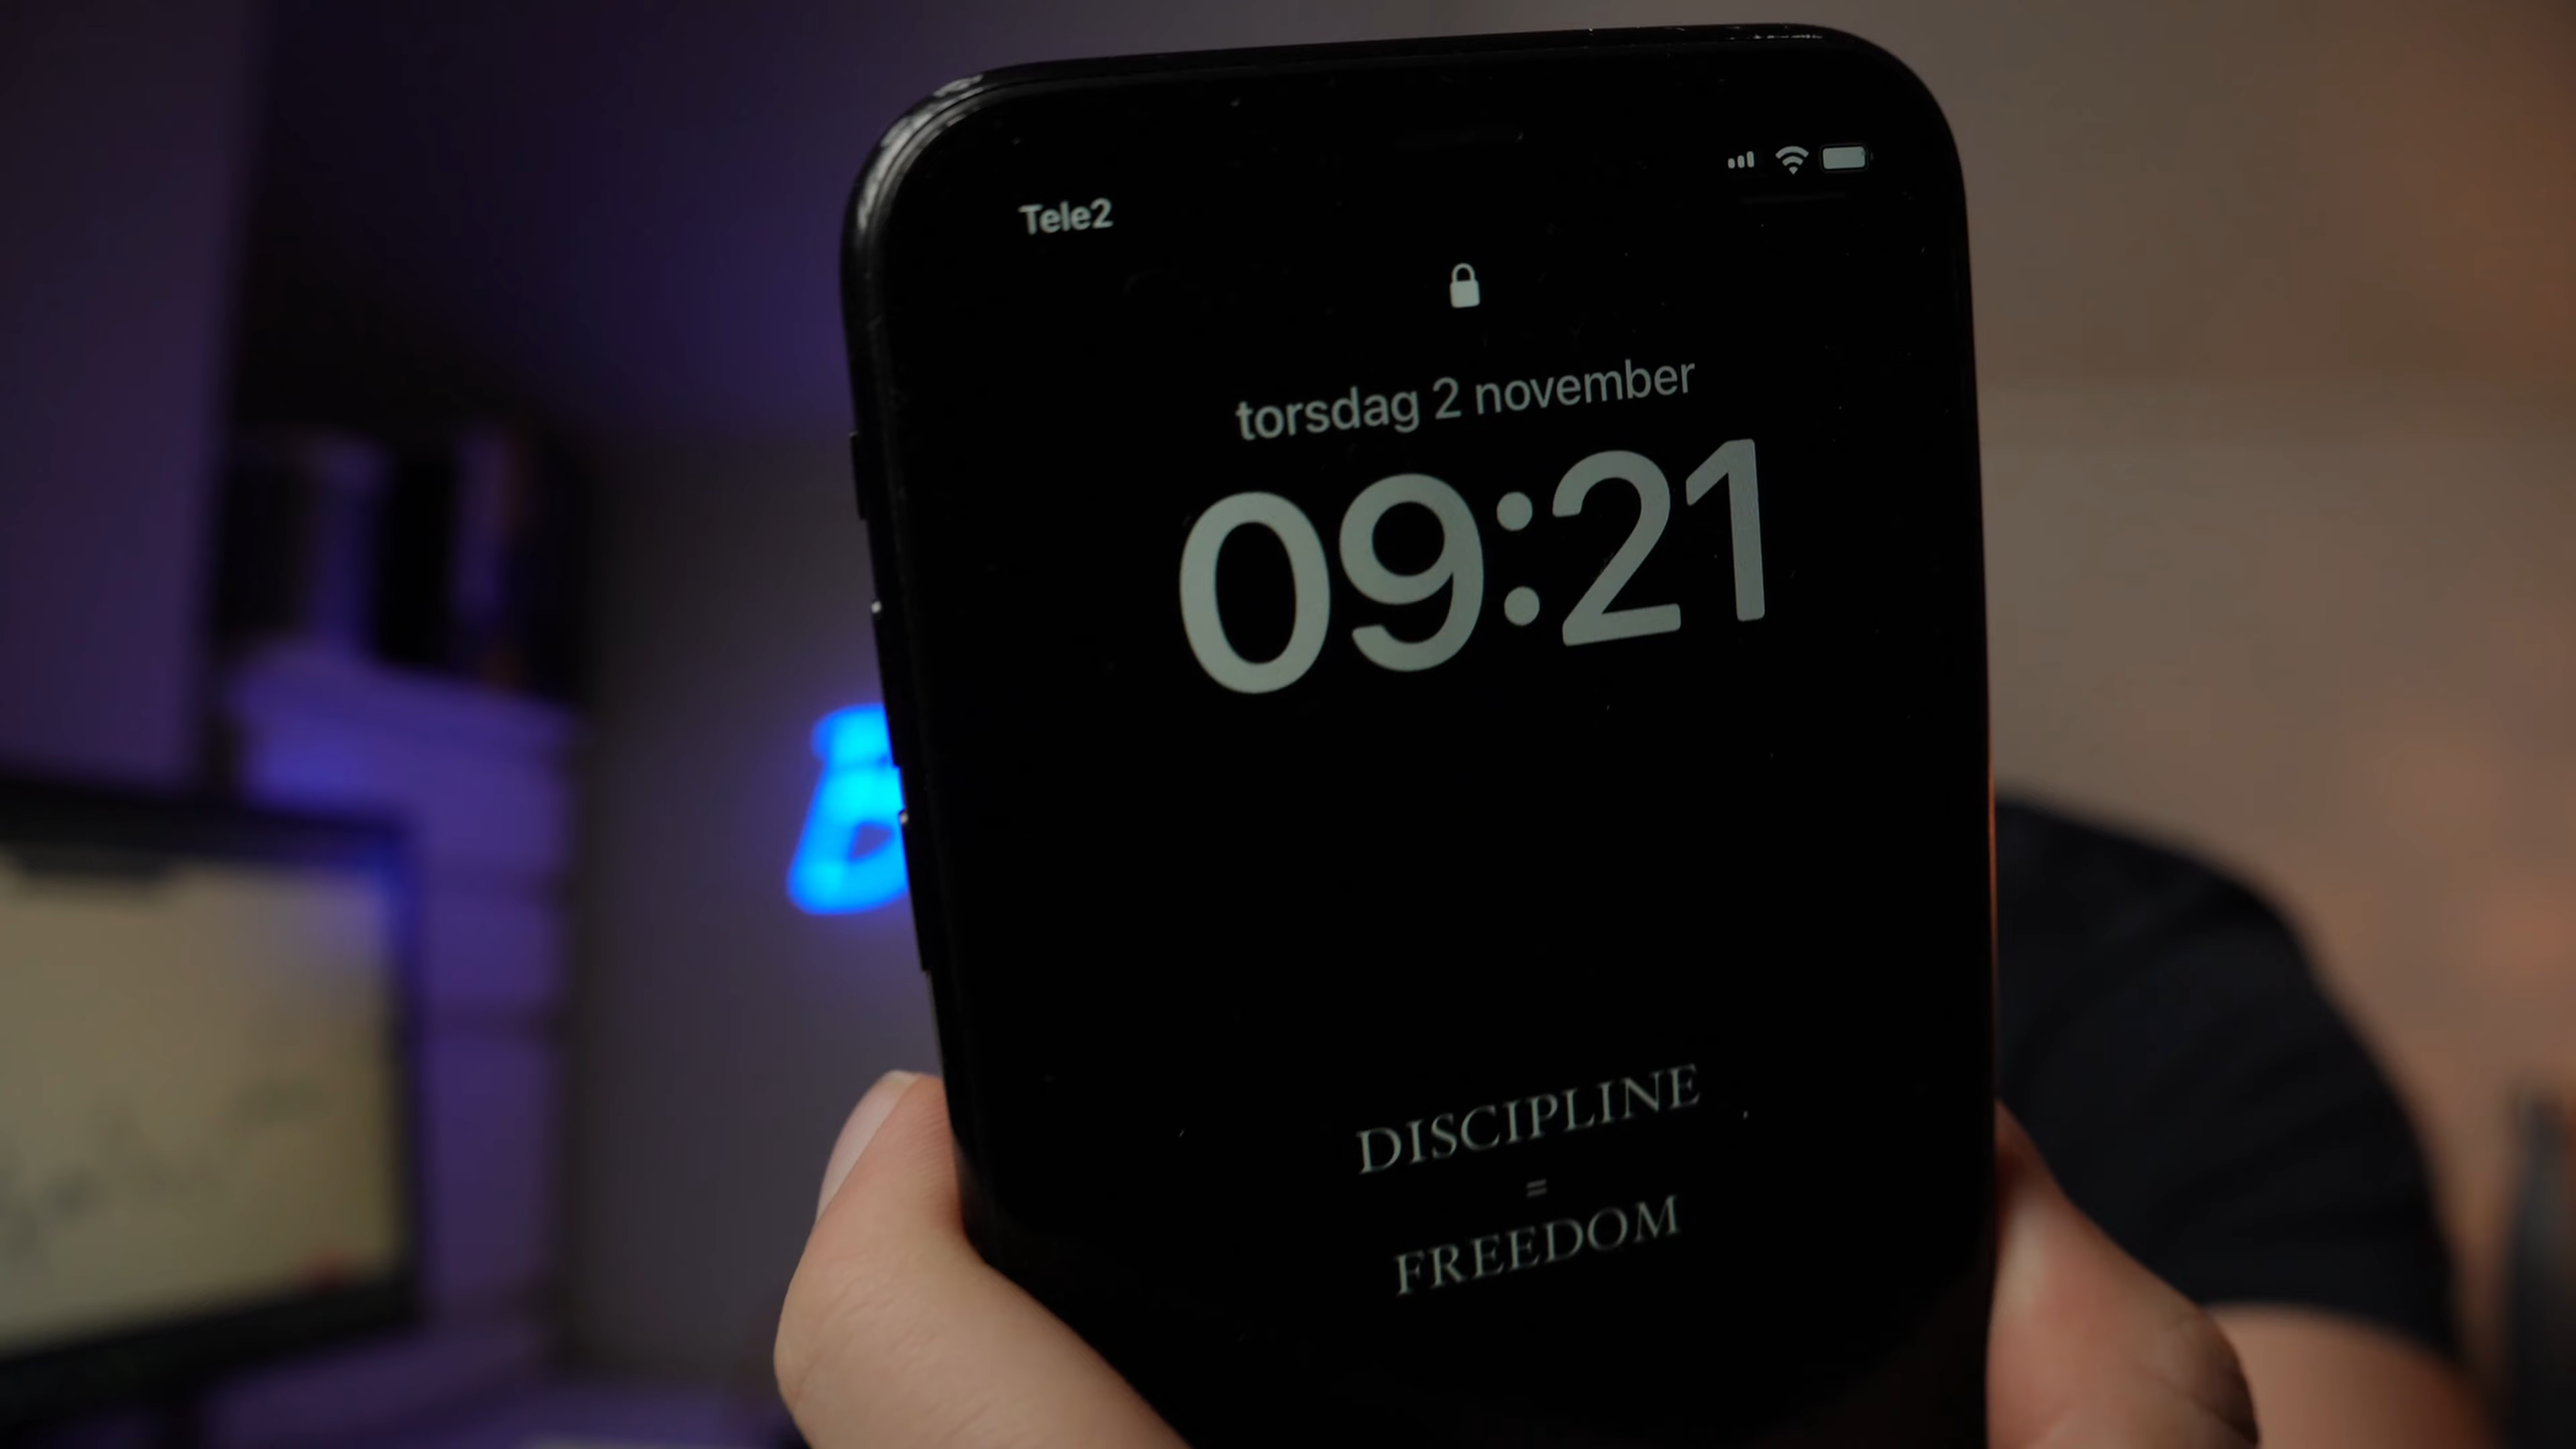 Tele2
torsdag 2 november
09:21
DISCIPLINE
=
FREEDOM